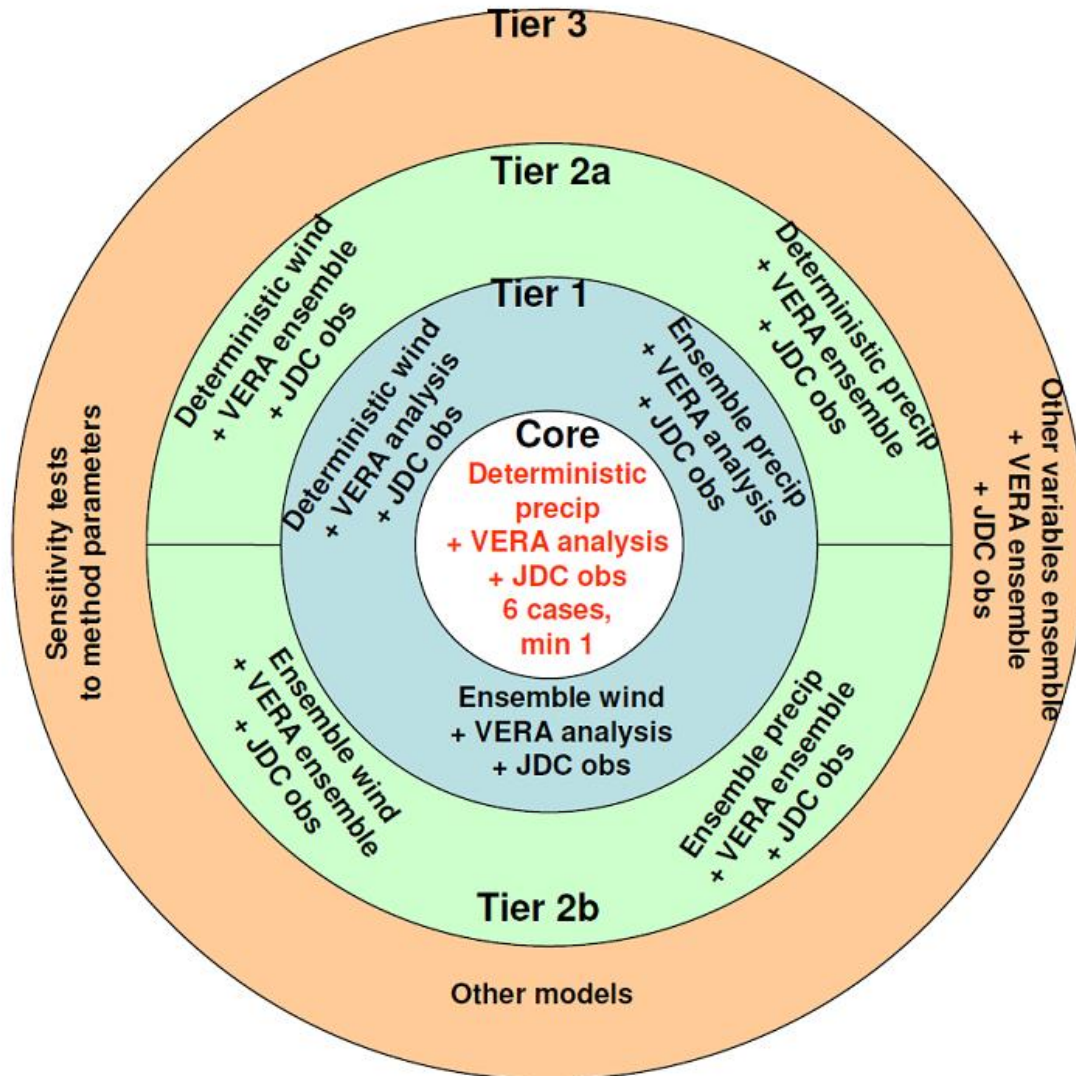 Tier 3
Tier 2a
Deterministic wind
+ VERA ensemble
+ JDC obs
Deterministic precip
+ VERA ensemble
+ JDC obs
Tier 1
Deterministic wind
+ VERA analysis
+ JDC obs
Ensemble precip
+ VERA analysis
+ JDC obs
Core
Deterministic
precip
+ VERA analysis
+ JDC obs
6 cases,
min 1
Sensitivity tests
to method parameters
Other variables ensemble
+ VERA ensemble
+ JDC obs
Ensemble wind
+ VERA analysis
+ JDC obs
Ensemble wind
+ VERA ensemble
+ JDC obs
Ensemble precip
+ VERA ensemble
+ JDC obs
Tier 2b
Other models